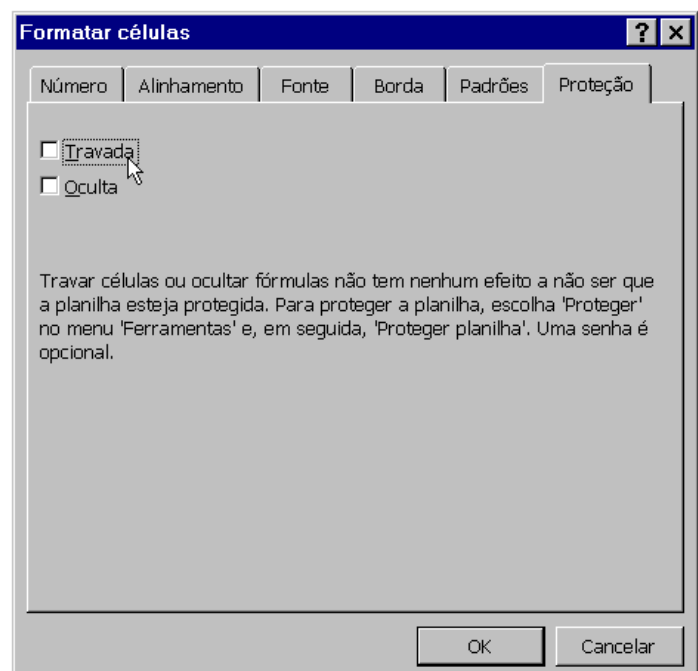 Formatar células
Número Alinhamento Fonte Borda Padrões Proteção
Travada
Oculta
Travar células ou ocultar fórmulas não tem nenhum efeito a não ser que
a planilha esteja protegida. Para proteger a planilha, escolha 'Proteger'
no menu 'Ferramentas' e, em seguida, 'Proteger planilha'. Uma senha é
opcional.
OK Cancelar